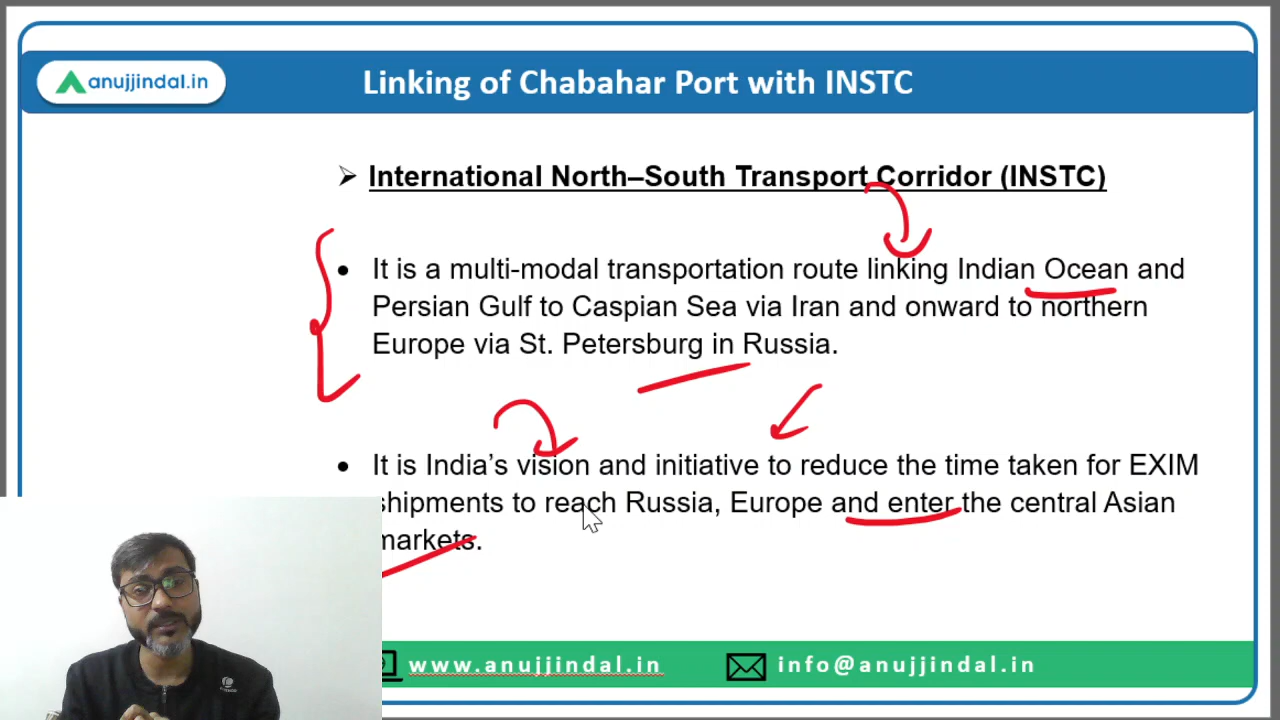 anujjindal.in
Linking of Chabahar Port with INSTC
➢ International North–South Transport Corridor (INSTC)
• It is a multi-modal transportation route linking Indian Ocean and
Persian Gulf to Caspian Sea via Iran and onward to northern
Europe via St. Petersburg in Russia.
• It is India’s vision and initiative to reduce the time taken for EXIM
shipments to reach Russia, Europe and enter the central Asian
markets.
www.anujjindal.in
info@anujjindal.in